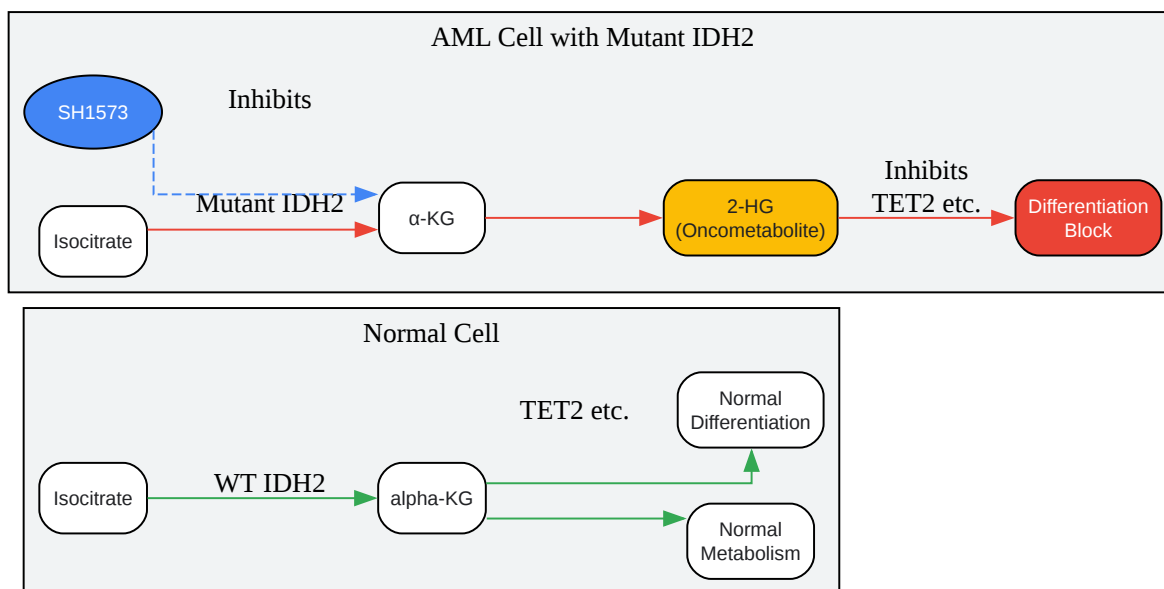 AML Cell with Mutant IDH2
SH1573
Inhibits
Mutant IDH2
Isocitrate
α-KG
2-HG
(Oncometabolite)
Inhibits
TET2 etc.
Differentiation
Block
Normal Cell
TET2 etc.
Normal
Differentiation
Isocitrate
WT IDH2
alpha-KG
Normal
Metabolism